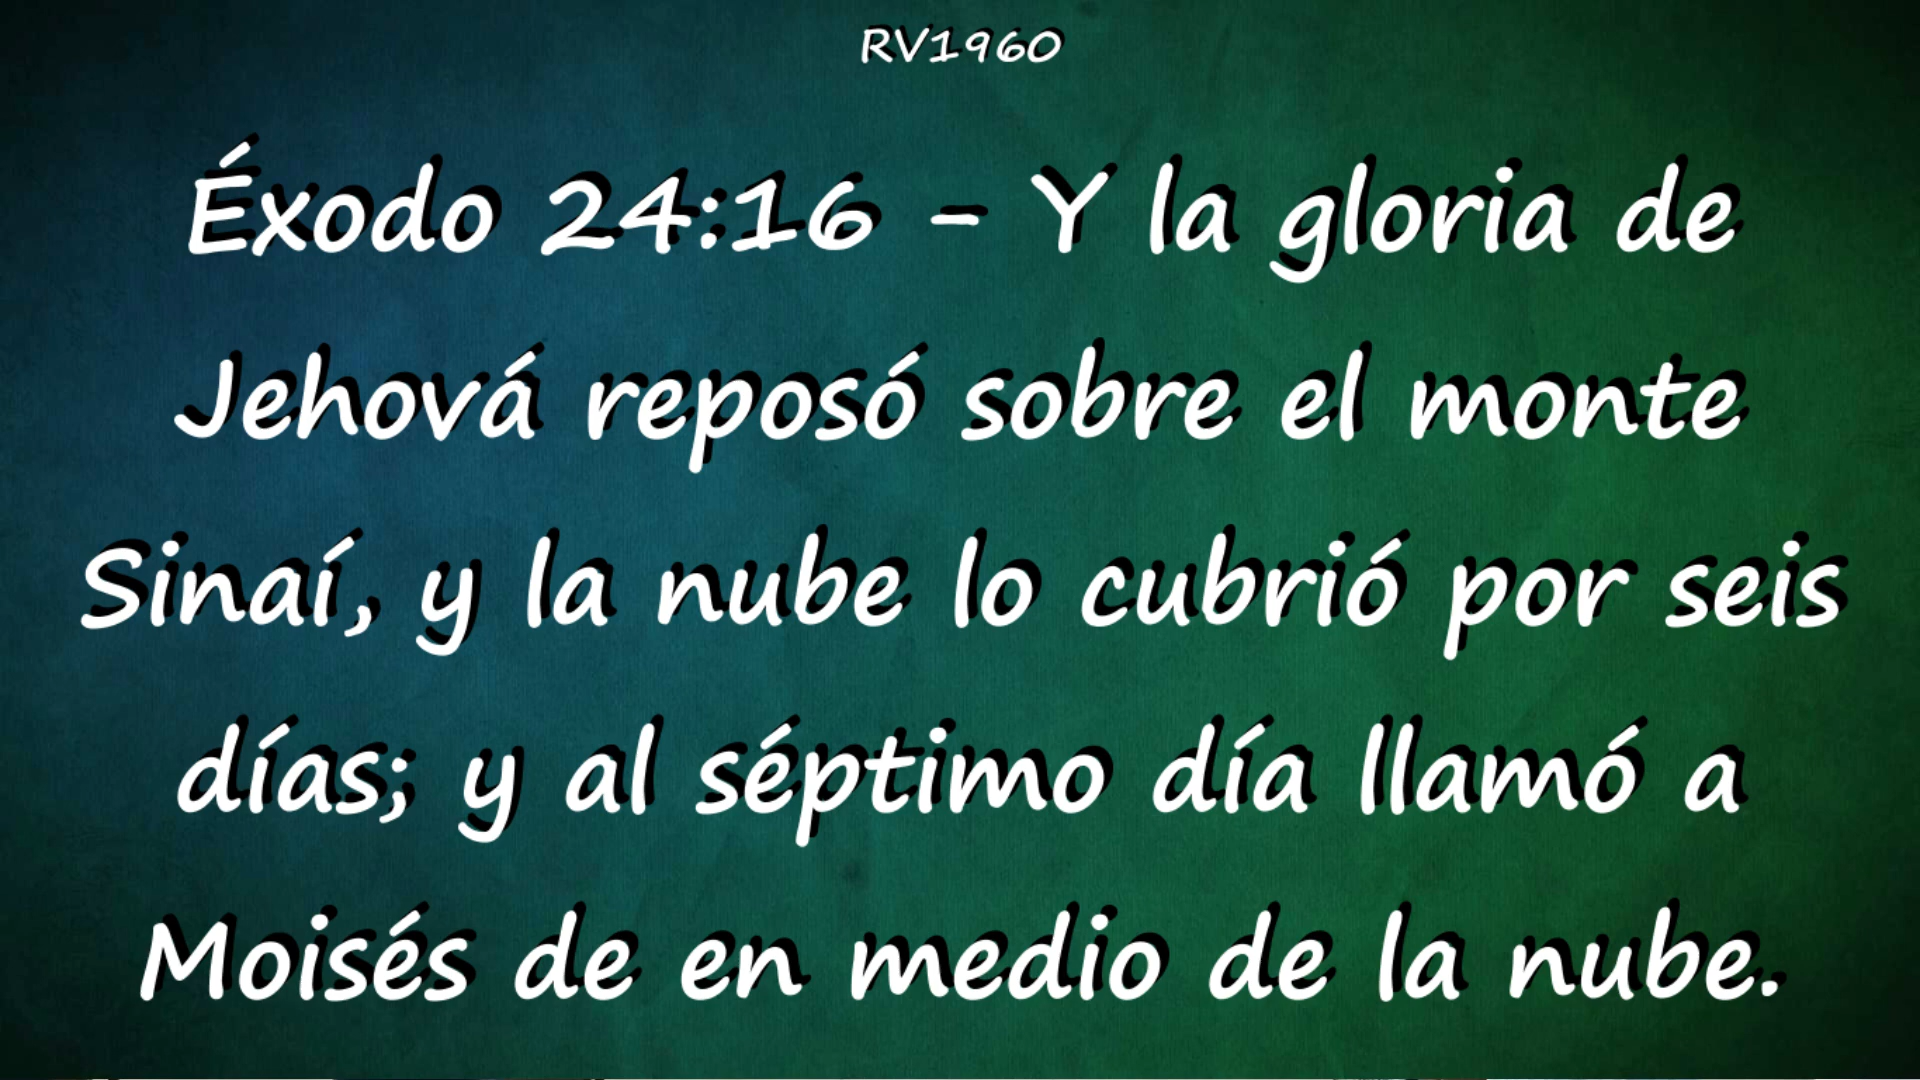 RV1960
Éxodo 24:16 - Y la gloria de
Jehová reposó sobre el monte
Sinaí, y la nube lo cubrió por seis
días; y al séptimo día llamó a
Moisés de en medio de la nube.